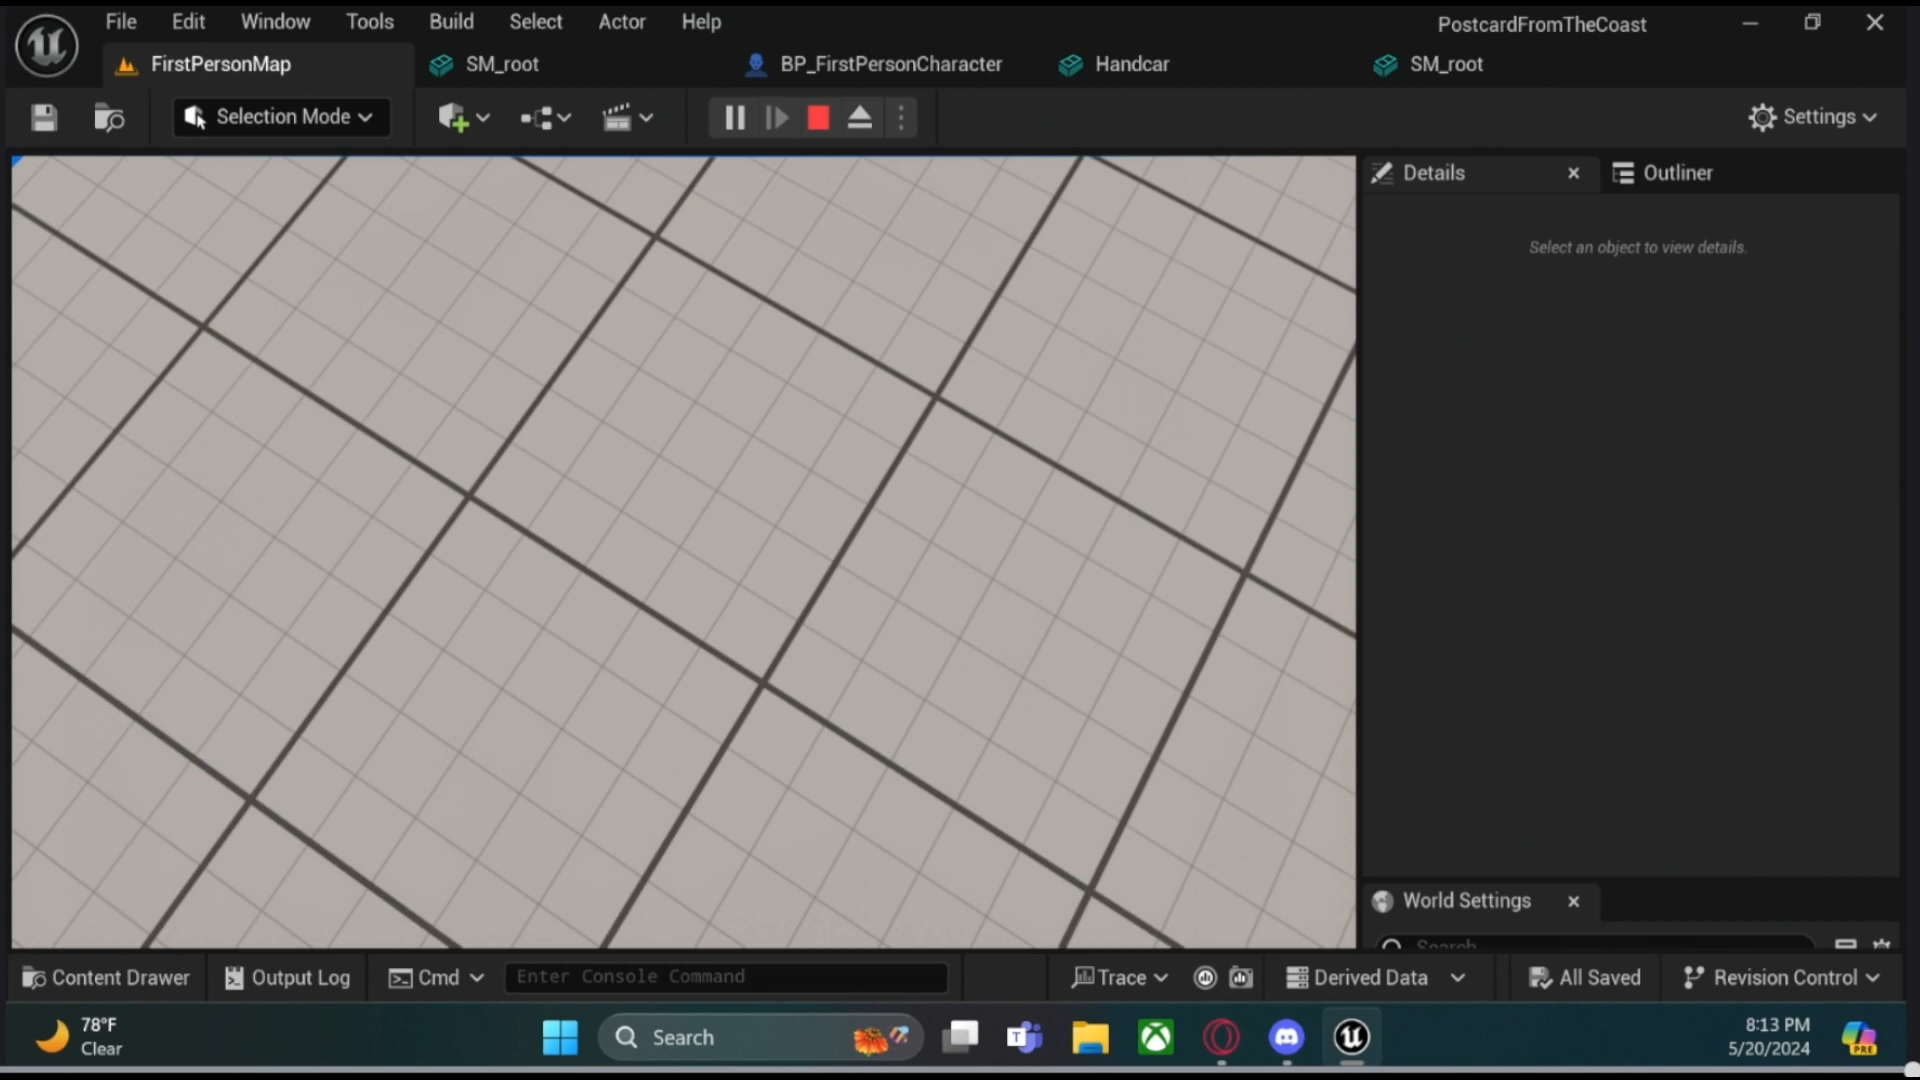 File Edit Window Tools Build Select Actor Help PostcardFromTheCoast
FirstPersonMap SM_root BP_FirstPersonCharacter Handcar SM_root
Selection Mode Settings
Details Outliner
Select an object to view details.
World Settings
Search
Content Drawer Output Log Cmd Enter Console Command Trace Derived Data All Saved Revision Control
78°F
Clear
Search
8:13 PM
5/20/2024
PRE